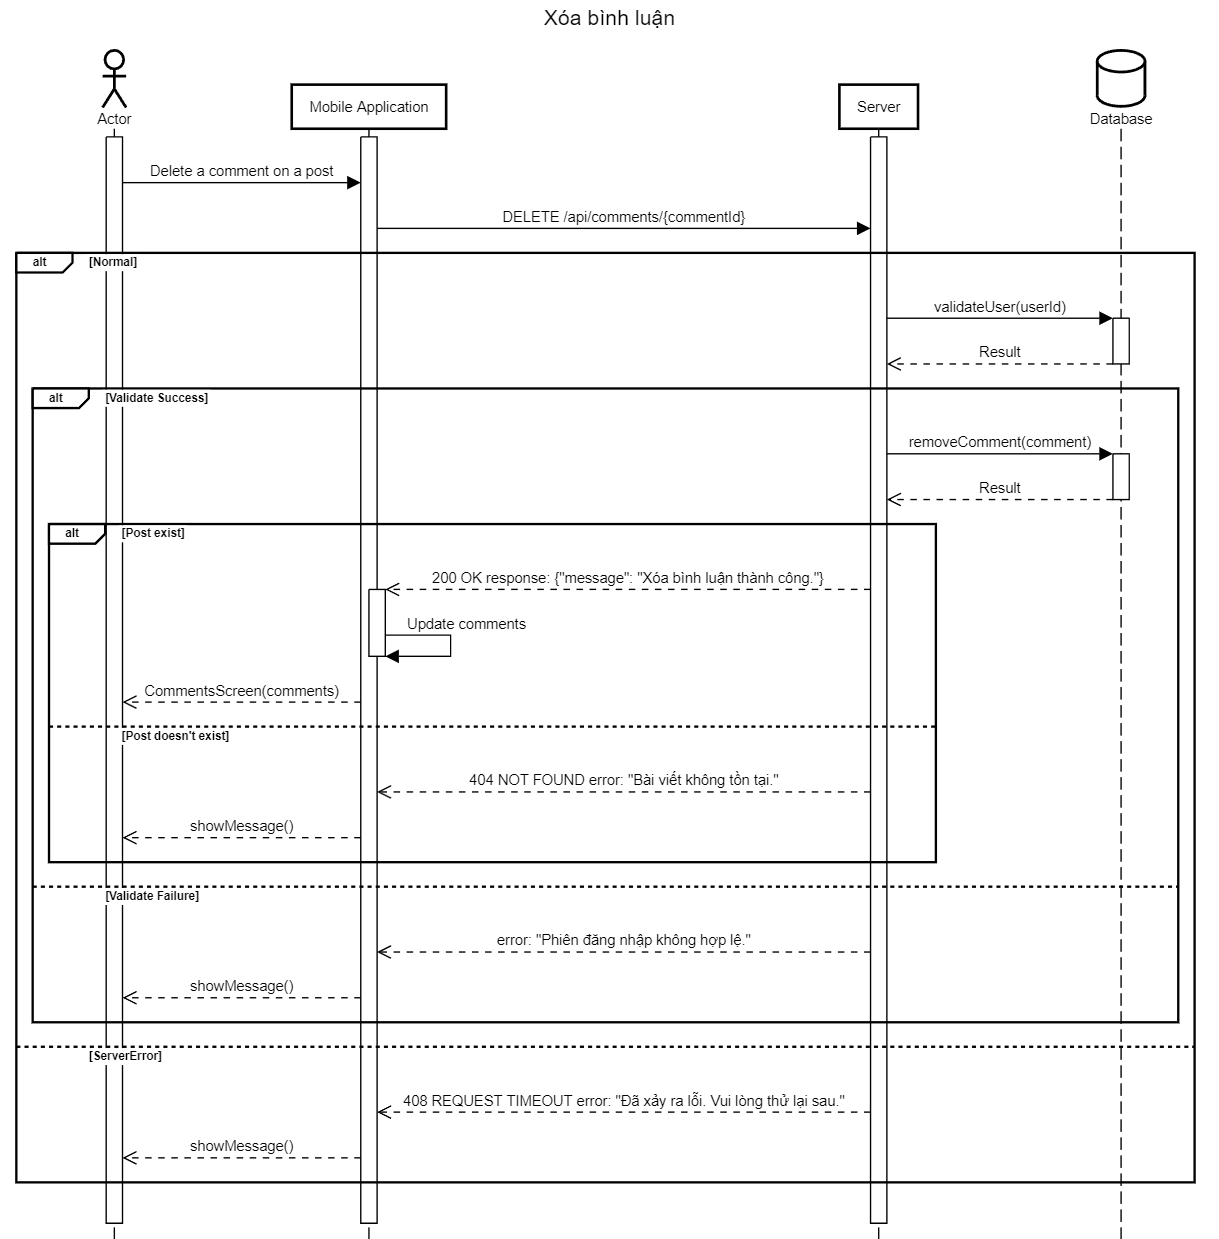 Xóa bình luận
Actor
Mobile Application
Server
Database
Delete a comment on a post
DELETE /api/comments/{commentId}
alt
[Normal]
validateUser(userId)
Result
alt
[Validate Success]
removeComment(comment)
Result
alt
[Post exist]
200 OK response: {"message": "Xóa bình luận thành công."}
Update comments
CommentsScreen(comments)
[Post doesn't exist]
404 NOT FOUND error: "Bài viết không tồn tại."
showMessage()
[Validate Failure]
error: "Phiên đăng nhập không hợp lệ."
showMessage()
[ServerError]
408 REQUEST TIMEOUT error: "Đã xảy ra lỗi. Vui lòng thử lại sau."
showMessage()